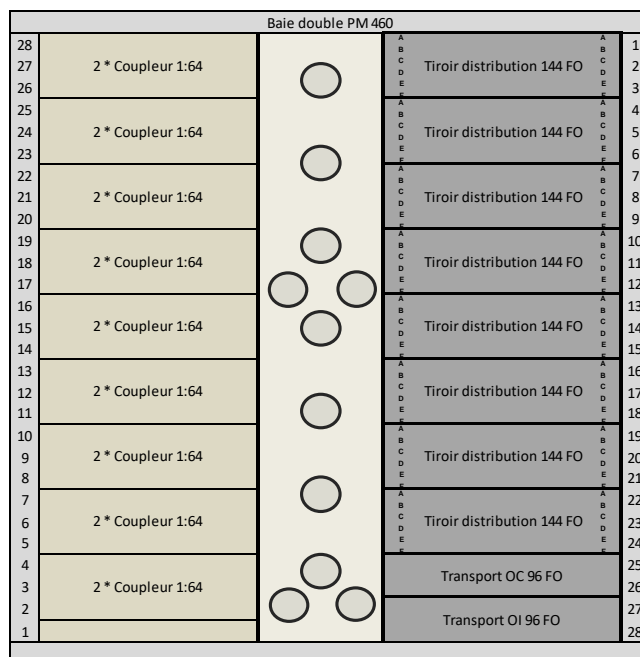 Baie double PM 460
28
27
26
2 * Coupleur 1:64
A
B
C
D
E
F
Tiroir distribution 144 FO
A
B
C
D
E
F
1
2
3
25
24
23
2 * Coupleur 1:64
A
B
C
D
E
F
Tiroir distribution 144 FO
A
B
C
D
E
F
4
5
6
22
21
20
2 * Coupleur 1:64
A
B
C
D
E
F
Tiroir distribution 144 FO
A
B
C
D
E
F
7
8
9
19
18
17
2 * Coupleur 1:64
A
B
C
D
E
F
Tiroir distribution 144 FO
A
B
C
D
E
F
10
11
12
16
15
14
2 * Coupleur 1:64
A
B
C
D
E
F
Tiroir distribution 144 FO
A
B
C
D
E
F
13
14
15
13
12
11
2 * Coupleur 1:64
A
B
C
D
E
F
Tiroir distribution 144 FO
A
B
C
D
E
F
16
17
18
10
9
8
2 * Coupleur 1:64
A
B
C
D
E
F
Tiroir distribution 144 FO
A
B
C
D
E
F
19
20
21
7
6
5
2 * Coupleur 1:64
A
B
C
D
E
F
Tiroir distribution 144 FO
A
B
C
D
E
F
22
23
24
4
3
2
2 * Coupleur 1:64
Transport OC 96 FO
25
26
1
Transport OI 96 FO
27
28